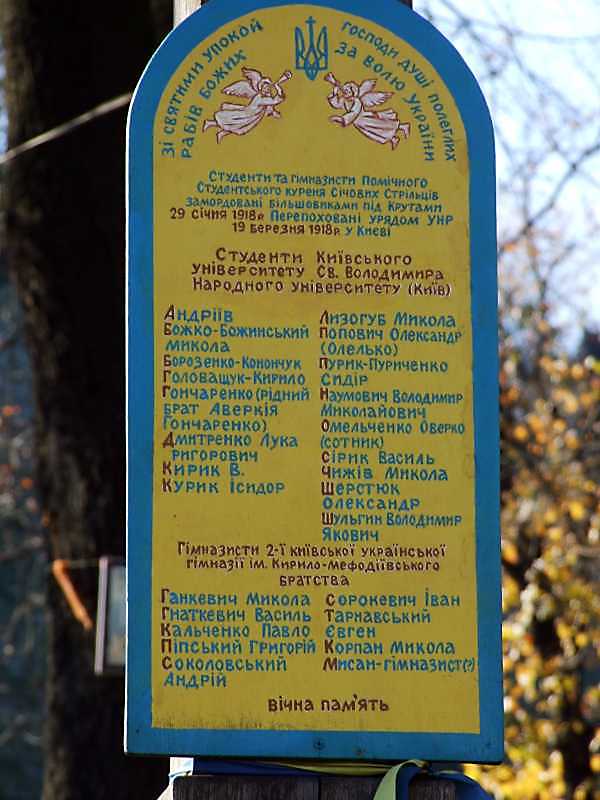 Зі святими упокой
Господи душі полеглих
рабів Божих
за волю України
Студенти та гімназисти Помічного
Студентського куреня Січових Стрільців
замордовані більшовиками під Крутами
29 січня 1918р Перепоховані урядом УНР
19 березня 1918р. у Києві
Студенти Київського
університету Св. Володимира
Народного університету (Київ)
Андріїв
Божко-Божинський
Микола
Борозенко-Конончук
Головащук-Кирило
Гончаренко (рідний
брат Аверкія
Гончаренко)
Дмитренко Лука
ригорович
Кирик В.
Курик Ісидор
Лизогуб Микола
Попович Олександр
(Олелько)
Пурик-Пуриченко
Сидір
Наумович Володимир
Миколайович
Омельченко Оверко
(сотник)
Сірик Василь
Чижів Микола
Шерстюк
Олександр
Шульгин Володимир
Якович
Гімназисти 2-ї київської української
гімназії ім. Кирило-Мефодіївського
братства
Ганкевич Микола
Гнаткевич Василь
Кальченко Павло
Піпський Григорій
Соколовський
Андрій
Сорокевич Іван
Тарнавський
Євген
Корпан Микола
Мисан-гімназист(?)
вічна пам'ять